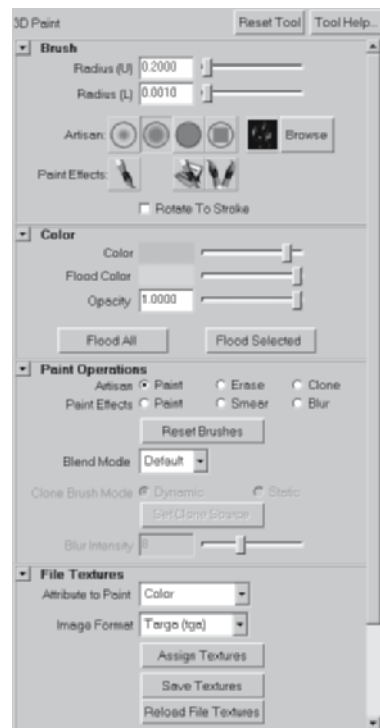 3D Paint Reset Tool Tool Help...
Brush
Radius (U) 0.2000
Radius (L) 0.0010
Artisan: Browse
Paint Effects:
Rotate To Stroke
Color
Color
Flood Color
Opacity 1.0000
Flood All Flood Selected
Paint Operations
Artisan Paint Erase Clone
Paint Effects Paint Smear Blur
Reset Brushes
Blend Mode Default
Clone Brush Mode Dynamic Static
Set Clone Source
Blur Intensity 8
File Textures
Attribute to Paint Color
Image Format Targa (tga)
Assign Textures
Save Textures
Reload File Textures